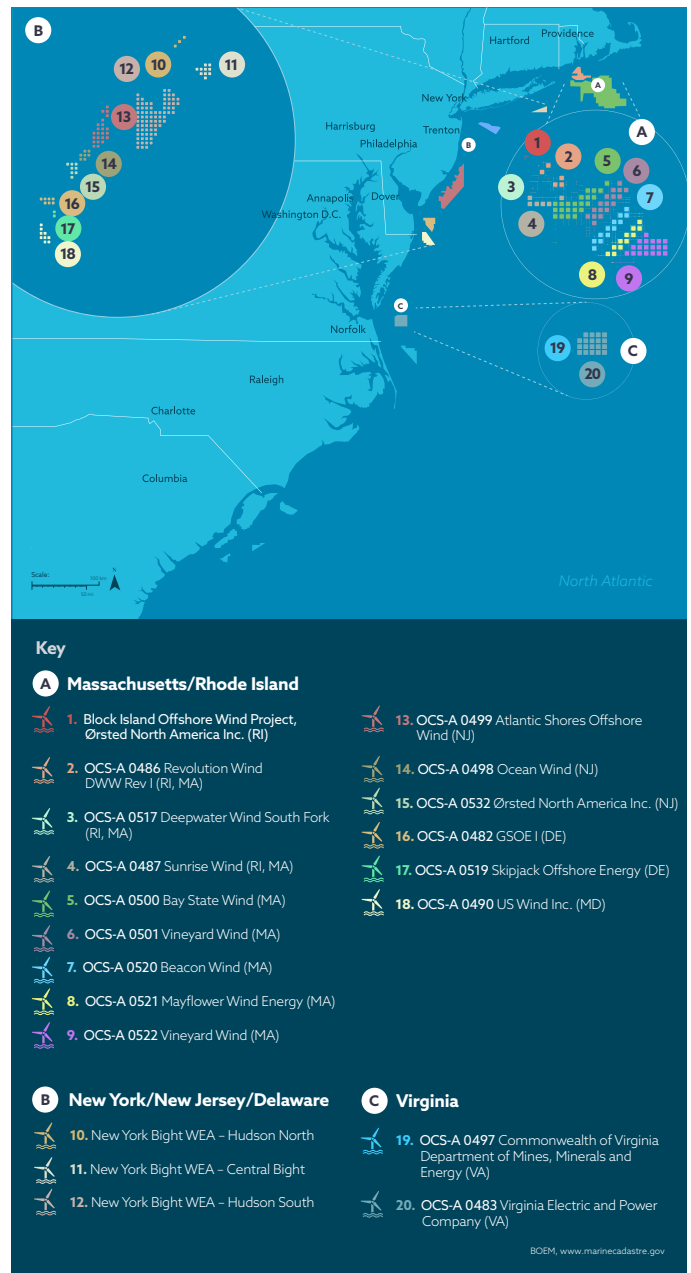 B
12
10
11
13
14
15
16
17
18
Hartford
Providence
A
New York
Harrisburg
Trenton
Philadelphia
B
Annapolis
Dover
Washington D.C.
A
1
2
5
6
3
7
4
8
9
C
Norfolk
19
C
20
Raleigh
Charlotte
Columbia
Scale:
N
North Atlantic
Key
A Massachusetts/Rhode Island
1. Block Island Offshore Wind Project,
Ørsted North America Inc. (RI)
2. OCS-A 0486 Revolution Wind
DWW Rev I (RI, MA)
3. OCS-A 0517 Deepwater Wind South Fork
(RI, MA)
4. OCS-A 0487 Sunrise Wind (RI, MA)
5. OCS-A 0500 Bay State Wind (MA)
6. OCS-A 0501 Vineyard Wind (MA)
7. OCS-A 0520 Beacon Wind (MA)
8. OCS-A 0521 Mayflower Wind Energy (MA)
9. OCS-A 0522 Vineyard Wind (MA)
B New York/New Jersey/Delaware
10. New York Bight WEA – Hudson North
11. New York Bight WEA – Central Bight
12. New York Bight WEA – Hudson South
13. OCS-A 0499 Atlantic Shores Offshore
Wind (NJ)
14. OCS-A 0498 Ocean Wind (NJ)
15. OCS-A 0532 Ørsted North America Inc. (NJ)
16. OCS-A 0482 GSOE I (DE)
17. OCS-A 0519 Skipjack Offshore Energy (DE)
18. OCS-A 0490 US Wind Inc. (MD)
C Virginia
19. OCS-A 0497 Commonwealth of Virginia
Department of Mines, Minerals and
Energy (VA)
20. OCS-A 0483 Virginia Electric and Power
Company (VA)
BOEM, www.marinecadastre.gov